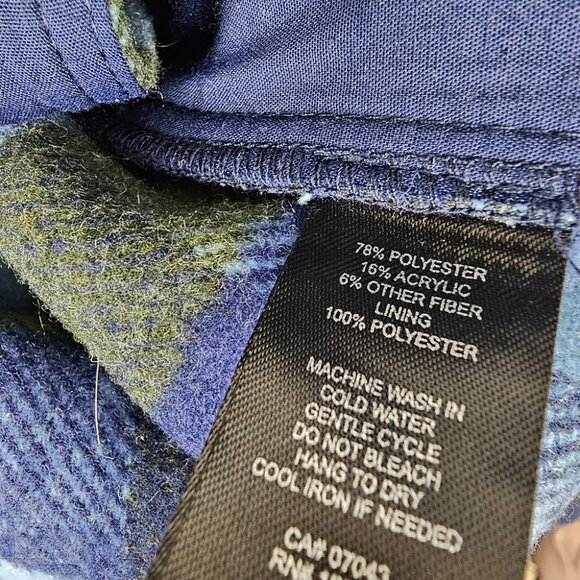 78% POLYESTER
16% ACRYLIC
6% OTHER FIBER
LINING
100% POLYESTER
MACHINE WASH IN
COLD WATER
GENTLE CYCLE
DO NOT BLEACH
HANG TO DRY
COOL IRON IF NEEDED
CA# 07043
RN#